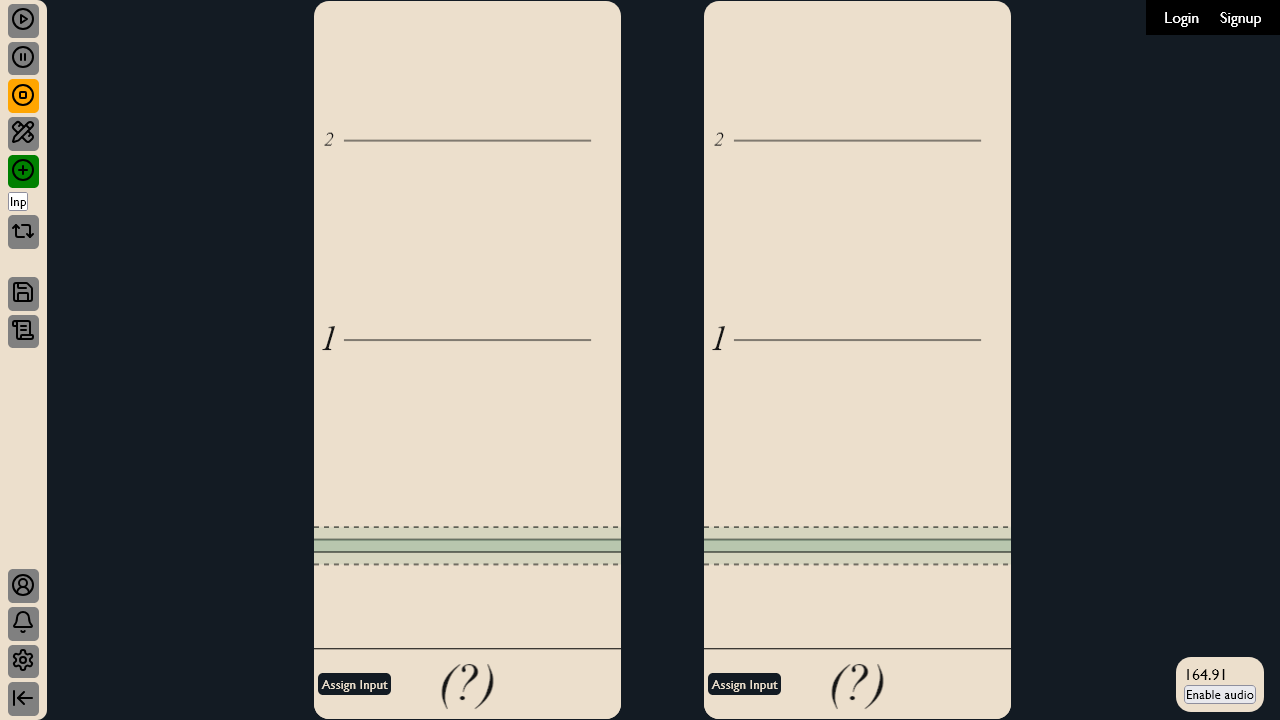 Login Signup
2
2
Inp
1
1
Assign Input (?)
Assign Input (?)
164.91
Enable audio